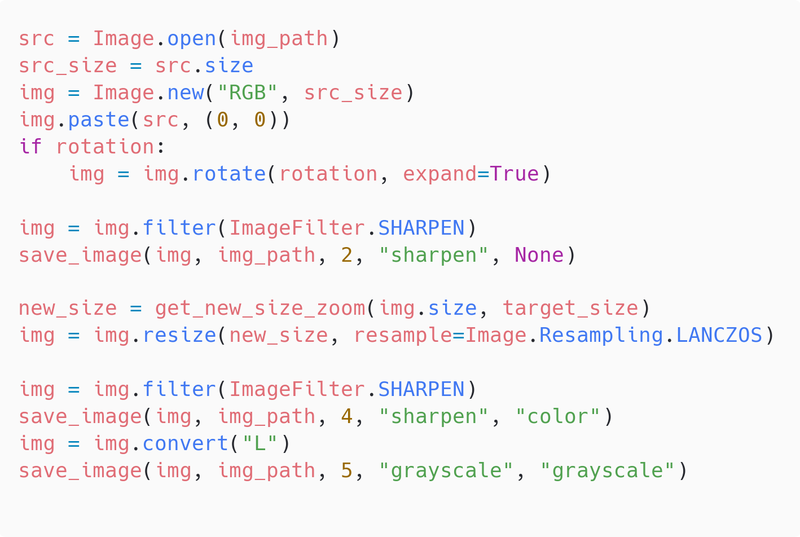 src = Image.open(img_path)
src_size = src.size
img = Image.new("RGB", src_size)
img.paste(src, (0, 0))
if rotation:
    img = img.rotate(rotation, expand=True)

img = img.filter(ImageFilter.SHARPEN)
save_image(img, img_path, 2, "sharpen", None)

new_size = get_new_size_zoom(img.size, target_size)
img = img.resize(new_size, resample=Image.Resampling.LANCZOS)

img = img.filter(ImageFilter.SHARPEN)
save_image(img, img_path, 4, "sharpen", "color")
img = img.convert("L")
save_image(img, img_path, 5, "grayscale", "grayscale")